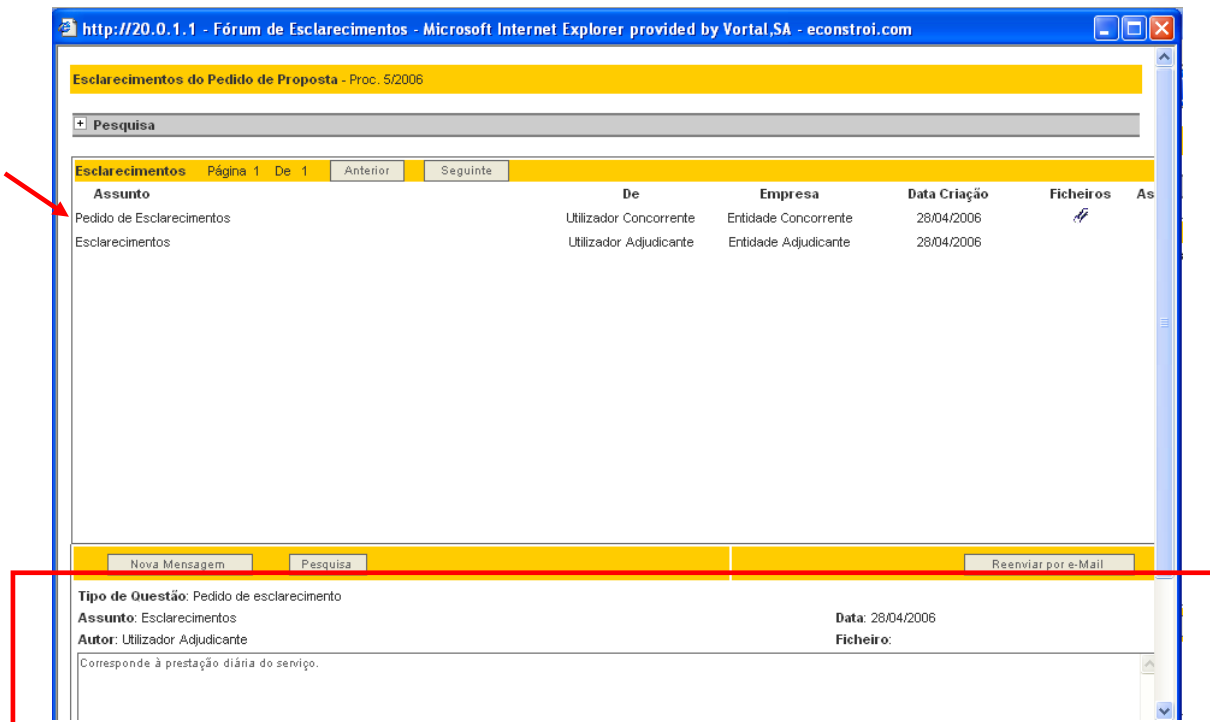 http://20.0.1.1 - Fórum de Esclarecimentos - Microsoft Internet Explorer provided by Vortal,SA - econstroi.com
Esclarecimentos do Pedido de Proposta - Proc. 5/2006
+ Pesquisa
Esclarecimentos Página 1 De 1 Anterior Seguinte
Assunto De Empresa Data Criação Ficheiros As
Pedido de Esclarecimentos Utilizador Concorrente Entidade Concorrente 28/04/2006
Esclarecimentos Utilizador Adjudicante Entidade Adjudicante 28/04/2006
Nova Mensagem Pesquisa Reenviar por e-Mail
Tipo de Questão: Pedido de esclarecimento
Assunto: Esclarecimentos Data: 28/04/2006
Autor: Utilizador Adjudicante Ficheiro:
Corresponde à prestação diária do serviço.